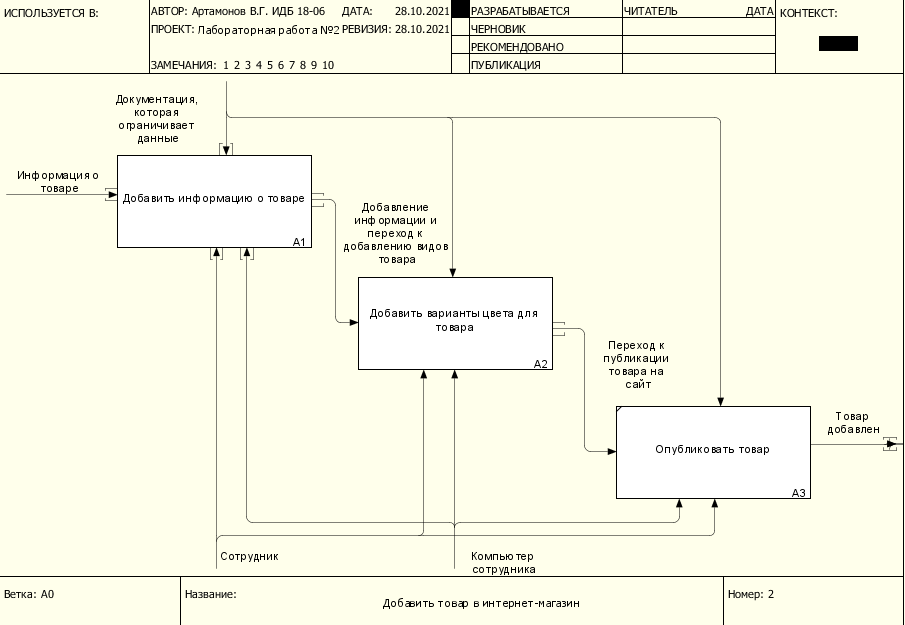 ИСПОЛЬЗУЕТСЯ В:
АВТОР: Артамонов В.Г. ИДБ 18-06 ДАТА: 28.10.2021
РАЗРАБАТЫВАЕТСЯ
ЧИТАТЕЛЬ ДАТА
КОНТЕКСТ:
ПРОЕКТ: Лабораторная работа №2 РЕВИЗИЯ: 28.10.2021
ЧЕРНОВИК
РЕКОМЕНДОВАНО
ЗАМЕЧАНИЯ: 1 2 3 4 5 6 7 8 9 10
ПУБЛИКАЦИЯ
Документация,
которая
ограничивает
данные
Информация о
товаре
Добавить информацию о товаре
A1
Добавление
информации и
переход к
добавлению видов
товара
Добавить варианты цвета для
товара
A2
Переход к
публикации
товара на
сайт
Товар
добавлен
Опубликовать товар
A3
Сотрудник
Компьютер
сотрудника
Ветка: A0
Название:
Добавить товар в интернет-магазин
Номер: 2